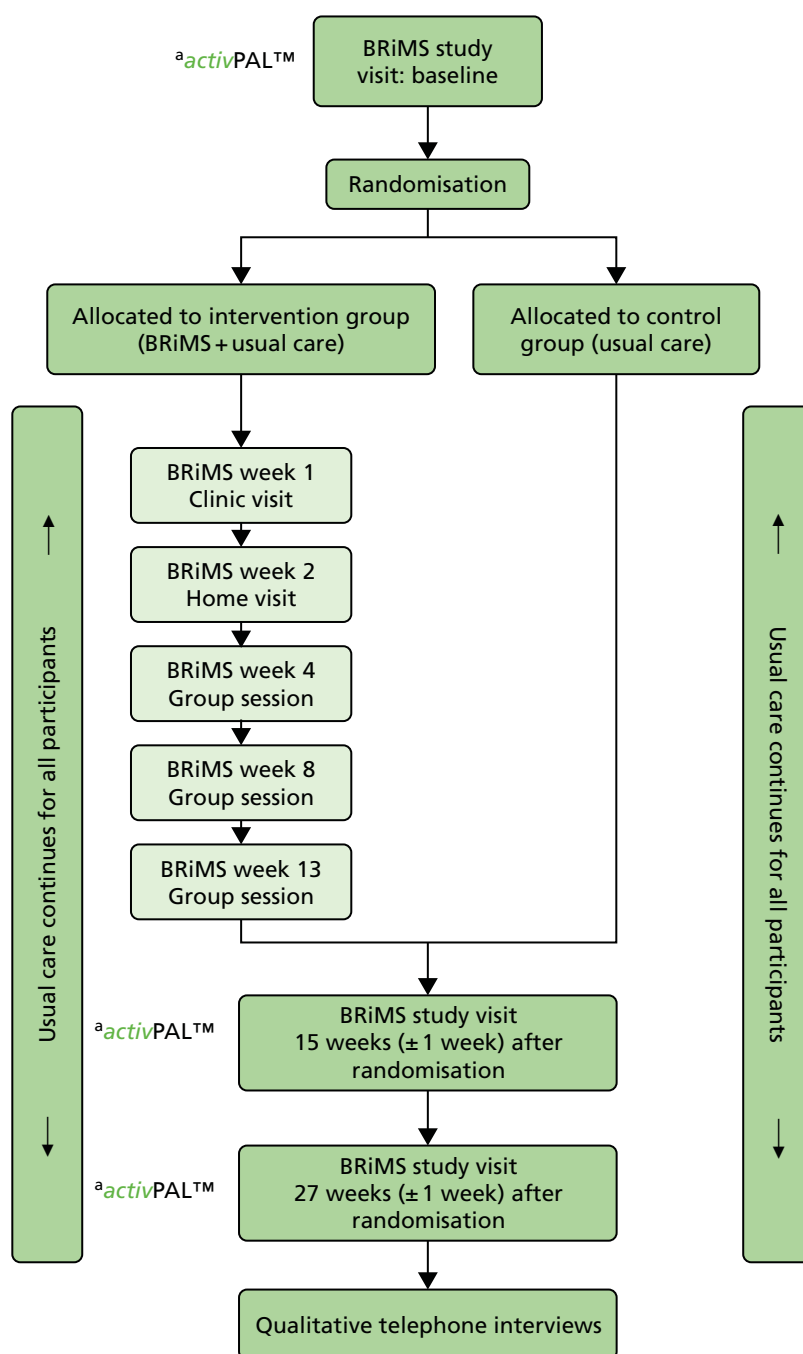 BRiMS study
visit: baseline
aactivPAL™
Randomisation
Allocated to intervention group
(BRiMS + usual care)
Allocated to control
group (usual care)
Usual care continues for all participants
BRiMS week 1
Clinic visit
BRiMS week 2
Home visit
BRiMS week 4
Group session
BRiMS week 8
Group session
BRiMS week 13
Group session
Usual care continues for all participants
aactivPAL™
BRiMS study visit
15 weeks (± 1 week) after
randomisation
aactivPAL™
BRiMS study visit
27 weeks (± 1 week) after
randomisation
Qualitative telephone interviews